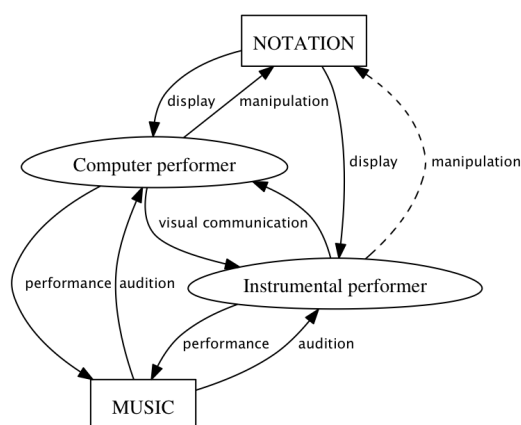 NOTATION
display
manipulation
Computer performer
display
manipulation
visual communication
performance
audition
Instrumental performer
performance
audition
MUSIC